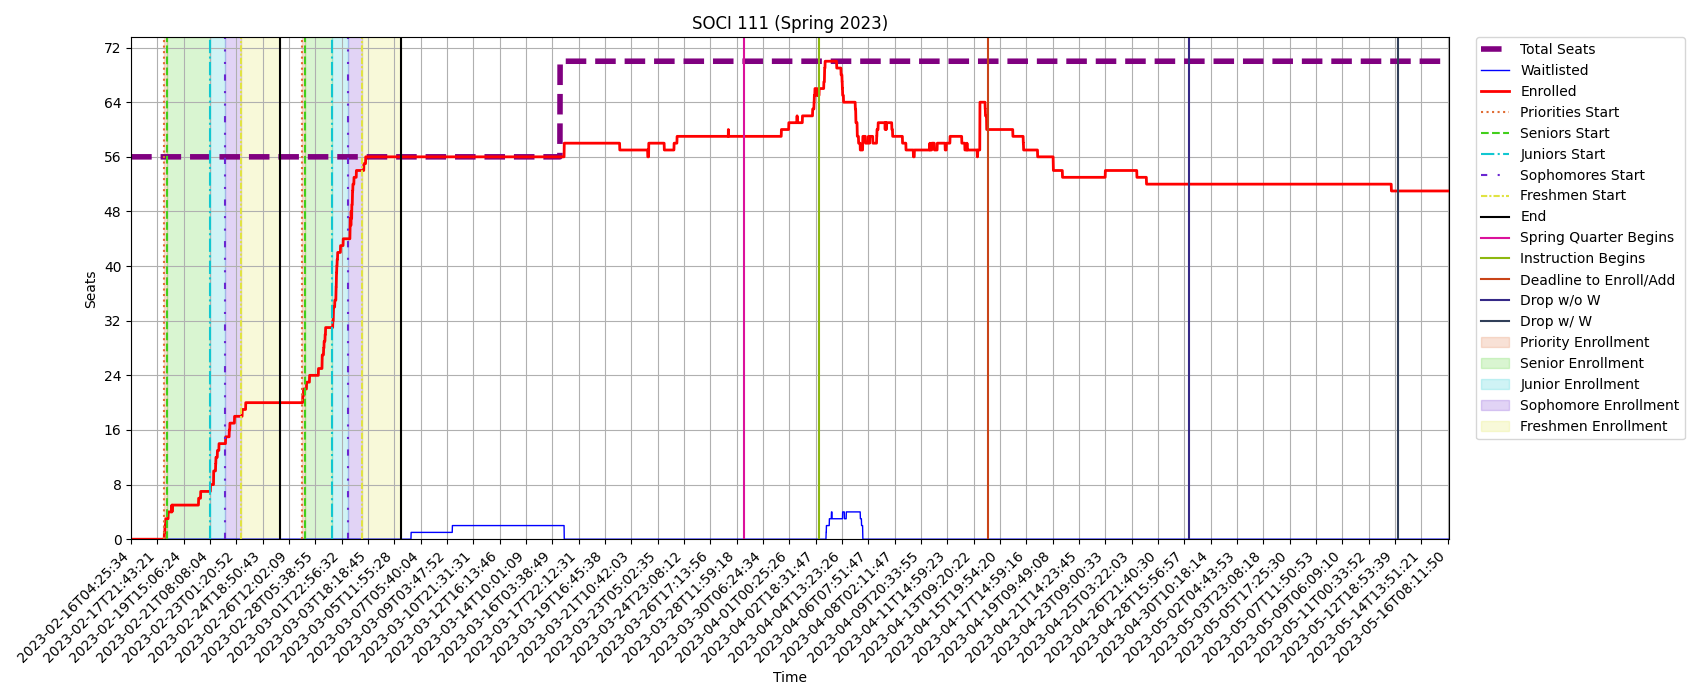 SOCI 111 (Spring 2023)
72
64
56
48
40
32
24
16
8
0
Seats
2023-02-16T04:25:34
2023-02-17T21:43:21
2023-02-19T15:06:24
2023-02-21T08:08:04
2023-02-23T01:20:52
2023-02-24T18:50:43
2023-02-26T12:02:09
2023-02-28T05:38:55
2023-03-01T22:56:32
2023-03-03T18:18:45
2023-03-05T11:55:28
2023-03-07T05:40:04
2023-03-09T03:47:52
2023-03-10T21:31:31
2023-03-12T16:13:46
2023-03-14T10:01:09
2023-03-16T03:38:49
2023-03-17T22:12:31
2023-03-19T16:45:38
2023-03-21T10:42:03
2023-03-23T05:02:35
2023-03-24T23:08:12
2023-03-26T17:13:56
2023-03-28T11:59:18
2023-03-30T06:24:34
2023-04-01T00:25:26
2023-04-02T18:31:47
2023-04-04T13:23:26
2023-04-06T07:51:47
2023-04-08T02:11:47
2023-04-09T20:33:55
2023-04-11T14:59:23
2023-04-13T09:20:22
2023-04-15T19:54:20
2023-04-17T14:59:16
2023-04-19T09:49:08
2023-04-21T14:23:45
2023-04-23T09:00:33
2023-04-25T03:22:03
2023-04-26T21:40:30
2023-04-28T15:56:57
2023-04-30T10:18:14
2023-05-02T04:43:53
2023-05-03T23:08:18
2023-05-05T17:25:30
2023-05-07T11:50:53
2023-05-09T06:09:10
2023-05-11T00:33:52
2023-05-12T18:53:39
2023-05-14T13:51:21
2023-05-16T08:11:50
Time
Total Seats
Waitlisted
Enrolled
Priorities Start
Seniors Start
Juniors Start
Sophomores Start
Freshmen Start
End
Spring Quarter Begins
Instruction Begins
Deadline to Enroll/Add
Drop w/o W
Drop w/ W
Priority Enrollment
Senior Enrollment
Junior Enrollment
Sophomore Enrollment
Freshmen Enrollment